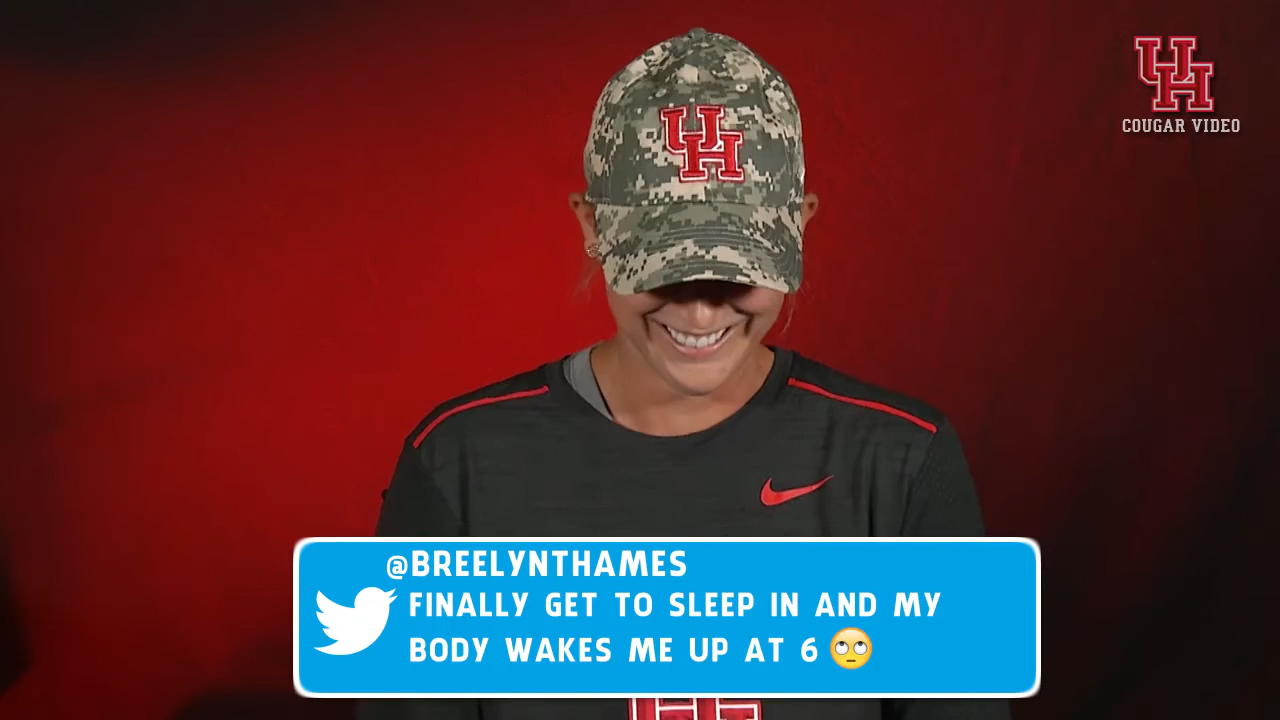 UH
COUGAR VIDEO
UH
@BREELYNTHAMES
FINALLY GET TO SLEEP IN AND MY
BODY WAKES ME UP AT 6 🙄